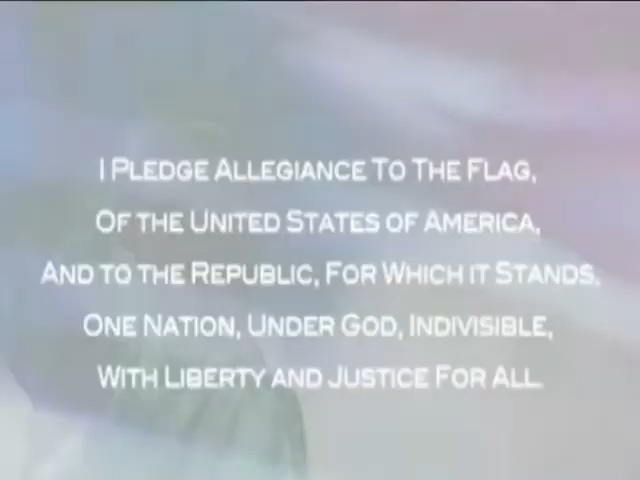 I Pledge Allegiance To The Flag,
Of the United States of America,
And to the Republic, For Which it Stands,
One Nation, Under God, Indivisible,
With Liberty and Justice For All.